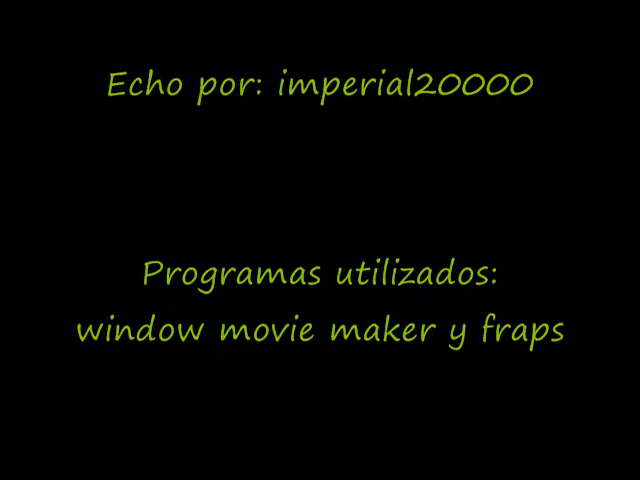 Echo por: imperial20000
Programas utilizados:
window movie maker y fraps